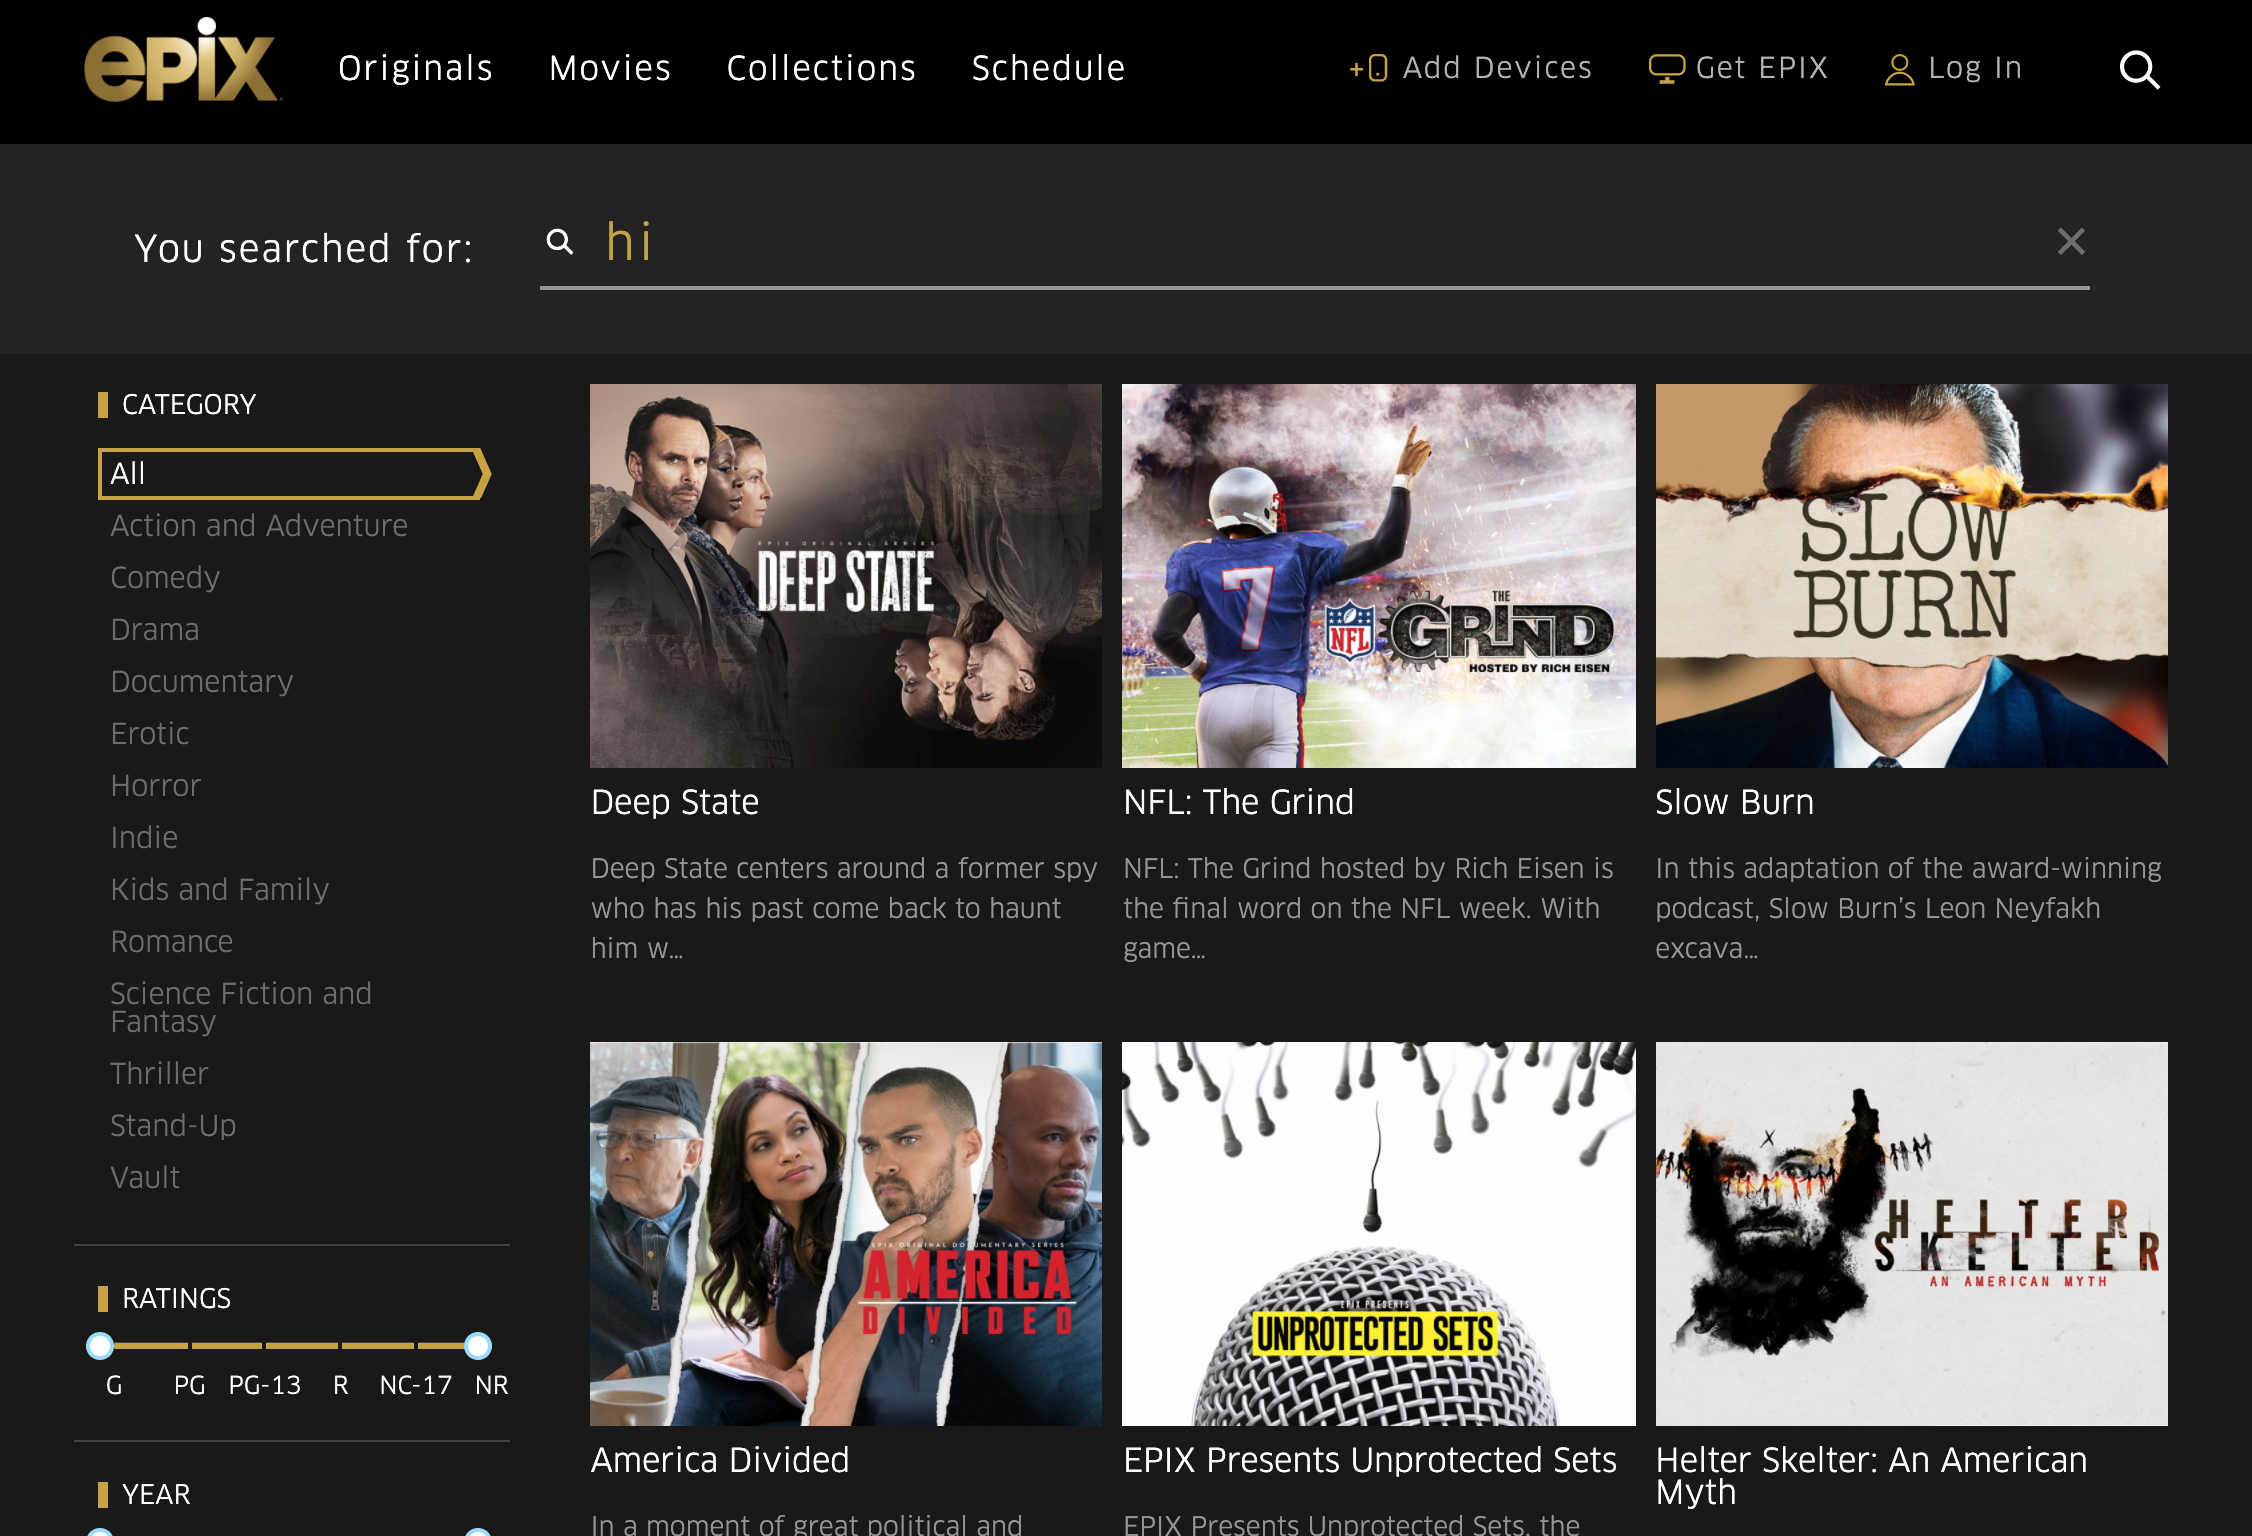 epix
Originals
Movies
Collections
Schedule
Add Devices
Get EPIX
Log In
You searched for:
hi
CATEGORY
All
Action and Adventure
Comedy
Drama
Documentary
Erotic
Horror
Indie
Kids and Family
Romance
Science Fiction and
Fantasy
Thriller
Stand-Up
Vault
RATINGS
G PG PG-13 R NC-17 NR
YEAR
EPIX ORIGINAL SERIES
DEEP STATE
Deep State
Deep State centers around a former spy
who has his past come back to haunt
him w...
7
NFL
THE
GRIND
HOSTED BY RICH EISEN
NFL: The Grind
NFL: The Grind hosted by Rich Eisen is
the final word on the NFL week. With
game...
SLOW
BURN
Slow Burn
In this adaptation of the award-winning
podcast, Slow Burn’s Leon Neyfakh
excava...
EPIX ORIGINAL DOCUMENTARY SERIES
AMERICA
DIVIDED
America Divided
In a moment of great political and
EPIX PRESENTS
UNPROTECTED SETS
EPIX Presents Unprotected Sets
EPIX Presents Unprotected Sets, the
HELTER
SKELTER
AN AMERICAN MYTH
Helter Skelter: An American
Myth